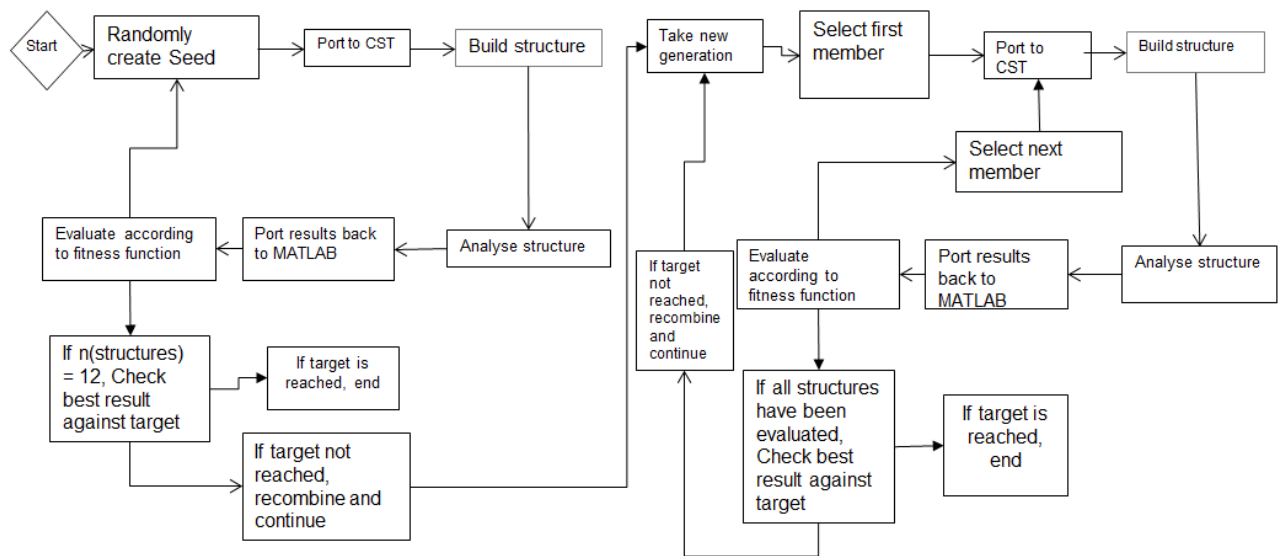 Start
Randomly
create Seed
Port to CST
Build structure
Analyse structure
Port results back
to MATLAB
Evaluate according
to fitness function
If n(structures)
= 12, Check
best result
against target
If target is
reached, end
If target not
reached,
recombine and
continue
Take new
generation
Select first
member
Port to
CST
Build structure
Analyse structure
Port results
back to
MATLAB
Evaluate
according to
fitness function
Select next
member
If all structures
have been
evaluated,
Check best
result against
target
If target is
reached,
end
If target
not
reached,
recombine
and
continue